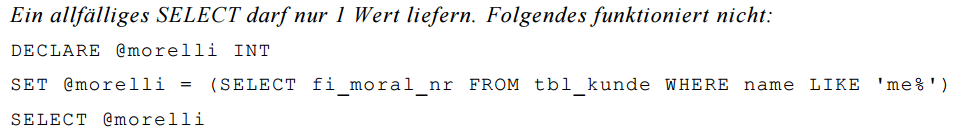 Ein allfälliges SELECT darf nur 1 Wert liefern. Folgendes funktioniert nicht:
DECLARE @morelli INT
SET @morelli = (SELECT fi_moral_nr FROM tbl_kunde WHERE name LIKE 'me%')
SELECT @morelli